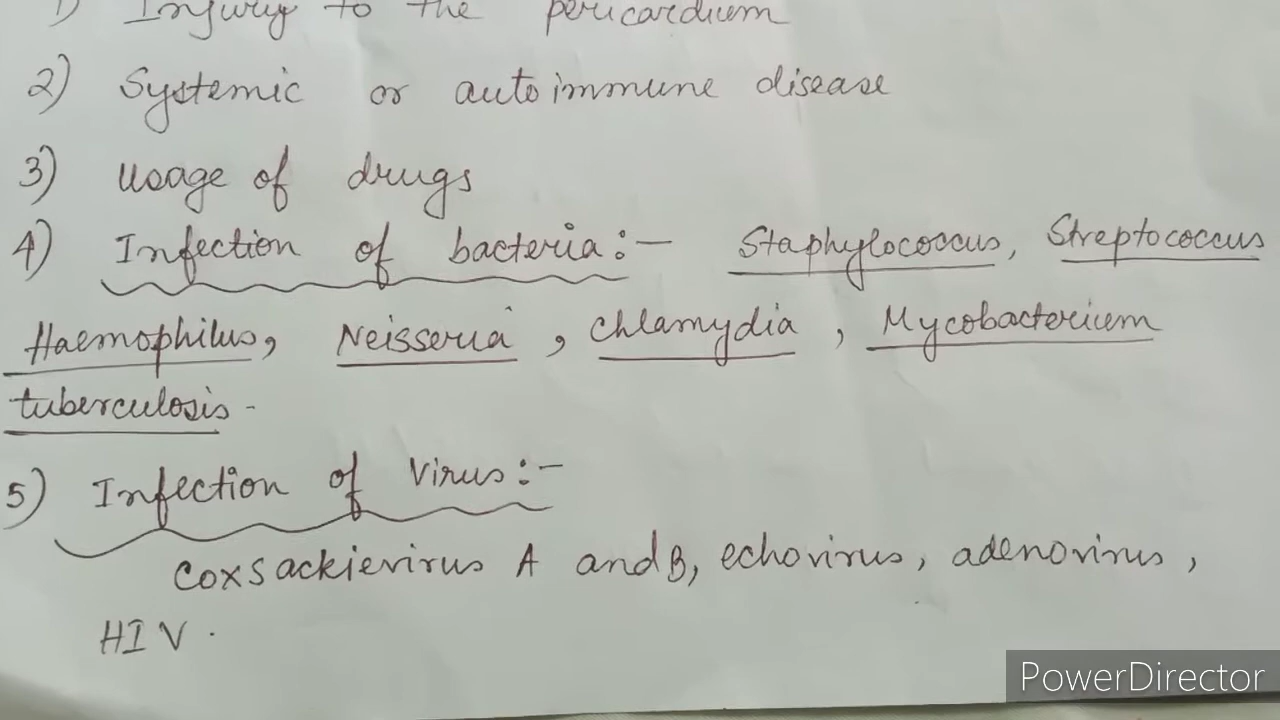 1) Injury to the pericardium
2) Systemic or autoimmune disease
3) Usage of drugs
4) Infection of bacteria:- Staphylococcus, Streptococcus
Haemophilus, Neisseria, Chlamydia, Mycobacterium
tuberculosis-
5) Infection of Virus:-
Coxsackievirus A and B, echovirus, adenovirus,
HIV.
PowerDirector